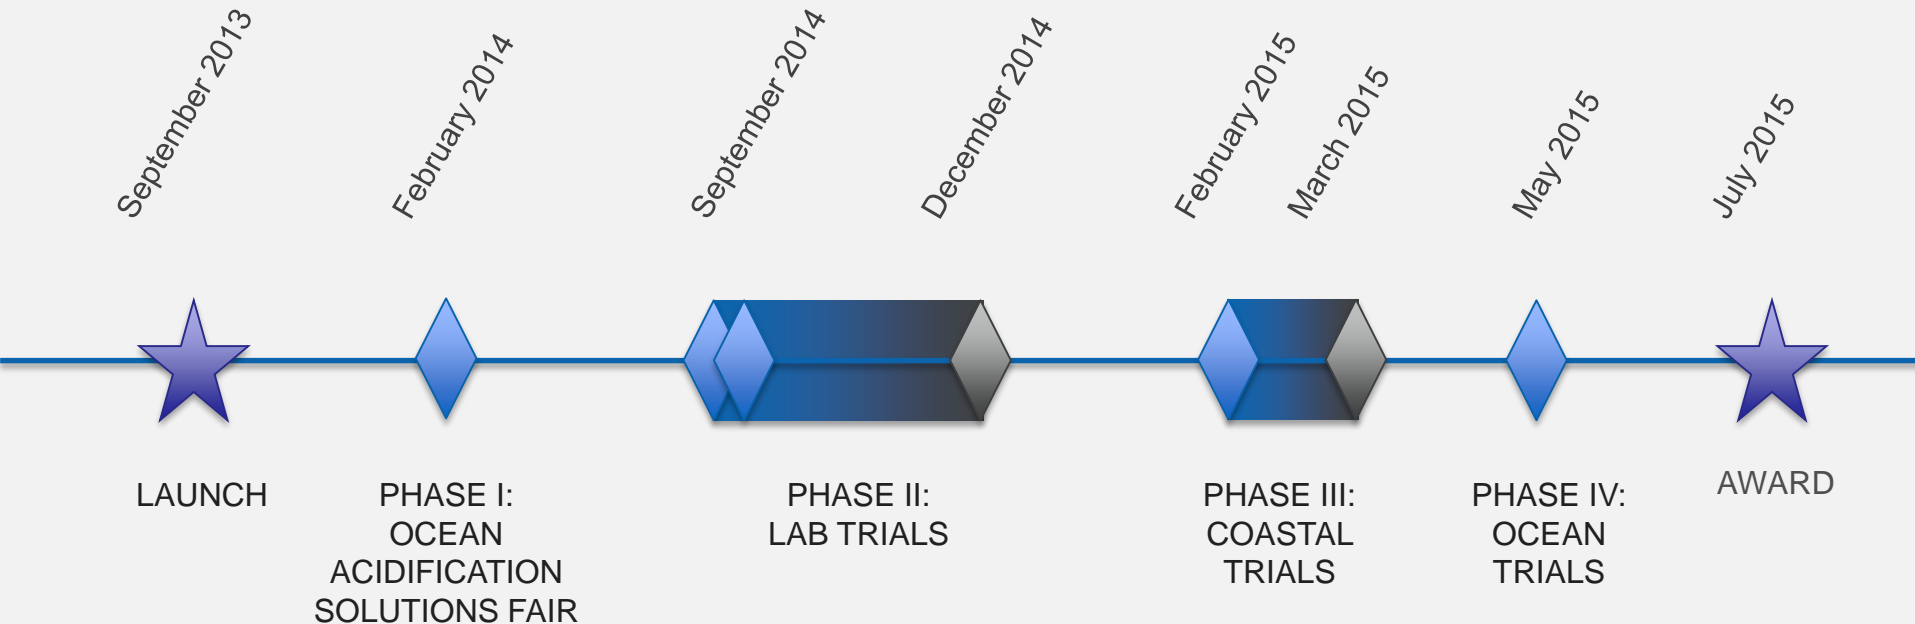 September 2013
February 2014
September 2014
December 2014
February 2015
March 2015
May 2015
July 2015
LAUNCH
PHASE I:
OCEAN
ACIDIFICATION
SOLUTIONS FAIR
PHASE II:
LAB TRIALS
PHASE III:
COASTAL
TRIALS
PHASE IV:
OCEAN
TRIALS
AWARD